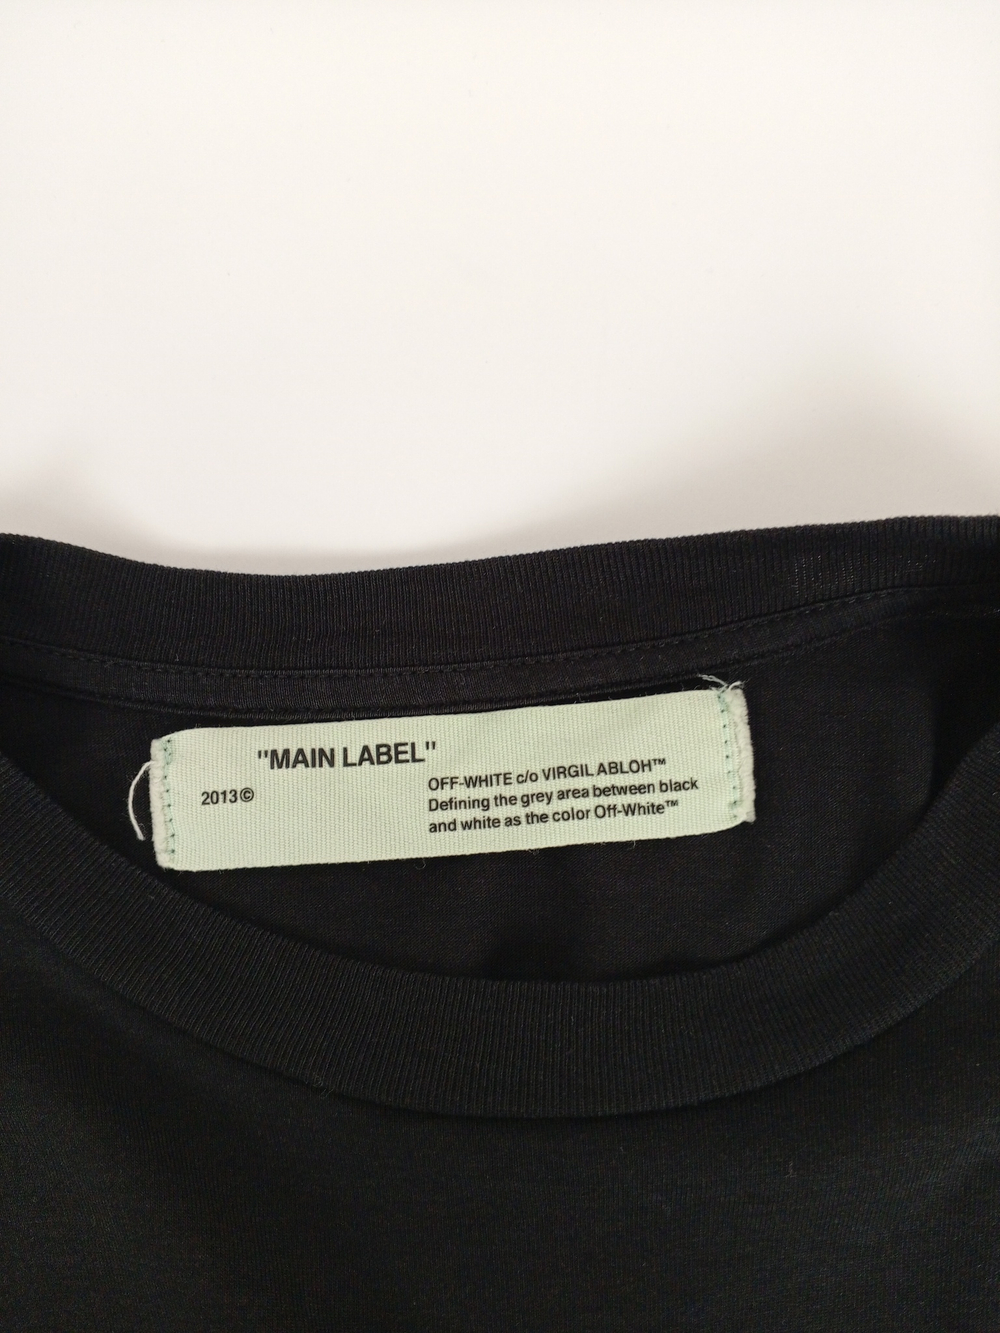 "MAIN LABEL"
2013©
OFF-WHITE c/o VIRGIL ABLOH™
Defining the grey area between black
and white as the color Off-White™